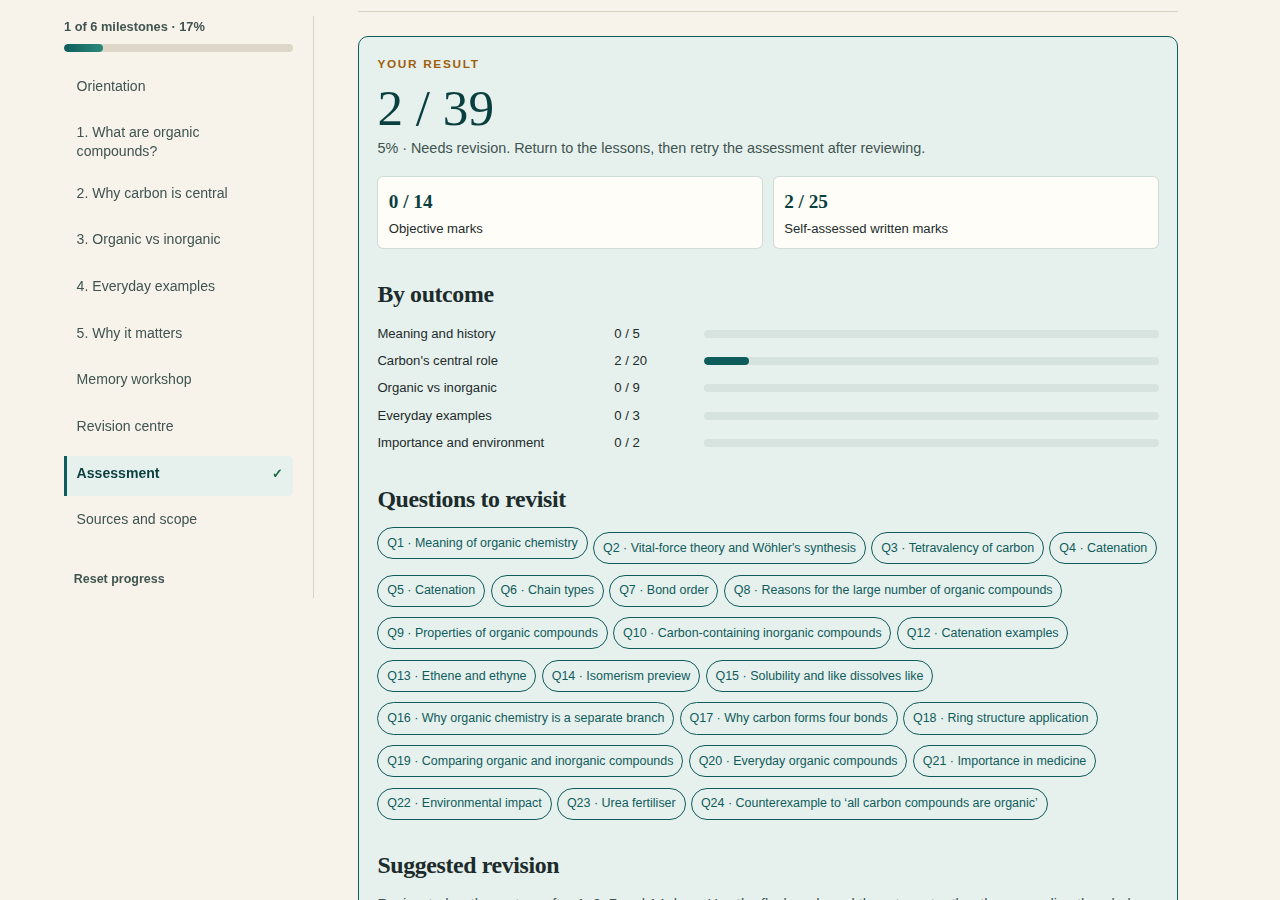 1 of 6 milestones · 17%
Orientation
1. What are organic
compounds?
2. Why carbon is central
3. Organic vs inorganic
4. Everyday examples
5. Why it matters
Memory workshop
Revision centre
Assessment ✓
Sources and scope
Reset progress
YOUR RESULT
2 / 39
5% · Needs revision. Return to the lessons, then retry the assessment after reviewing.
0 / 14
Objective marks
2 / 25
Self-assessed written marks
By outcome
Meaning and history 0 / 5
Carbon's central role 2 / 20
Organic vs inorganic 0 / 9
Everyday examples 0 / 3
Importance and environment 0 / 2
Questions to revisit
Q1 · Meaning of organic chemistry Q2 · Vital-force theory and Wöhler's synthesis Q3 · Tetravalency of carbon Q4 · Catenation
Q5 · Catenation Q6 · Chain types Q7 · Bond order Q8 · Reasons for the large number of organic compounds
Q9 · Properties of organic compounds Q10 · Carbon-containing inorganic compounds Q12 · Catenation examples
Q13 · Ethene and ethyne Q14 · Isomerism preview Q15 · Solubility and like dissolves like
Q16 · Why organic chemistry is a separate branch Q17 · Why carbon forms four bonds Q18 · Ring structure application
Q19 · Comparing organic and inorganic compounds Q20 · Everyday organic compounds Q21 · Importance in medicine
Q22 · Environmental impact Q23 · Urea fertiliser Q24 · Counterexample to ‘all carbon compounds are organic’
Suggested revision